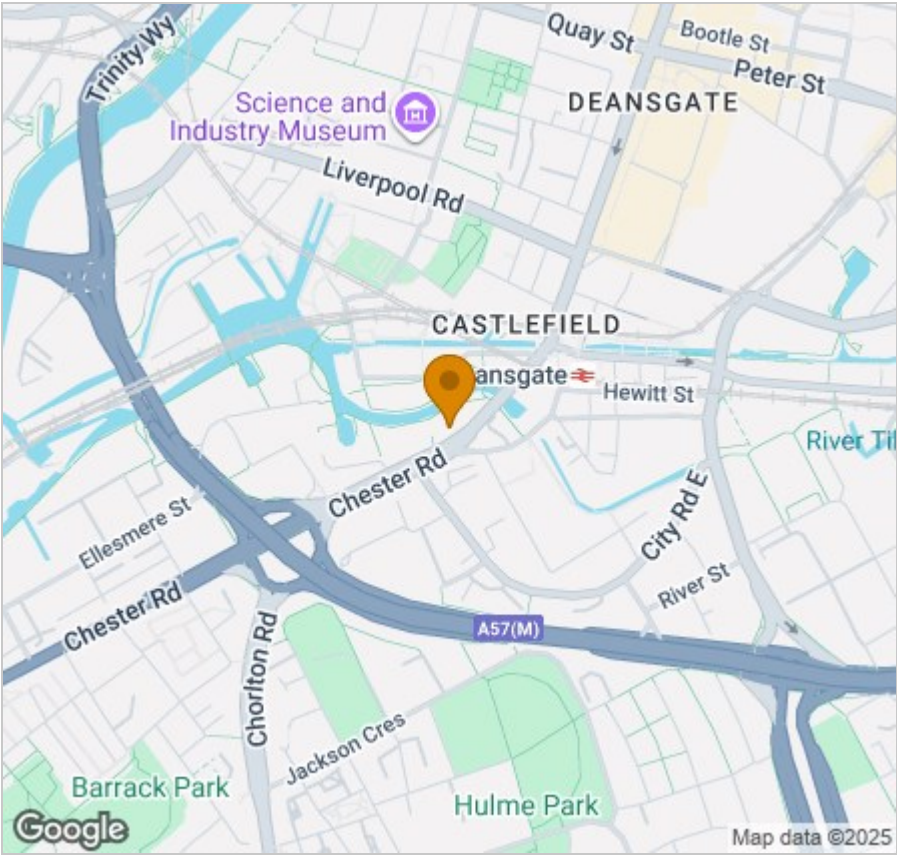 Trinity Wy
Quay St
Bootle St
Peter St
DEANSGATE
Science and
Industry Museum
Liverpool Rd
CASTLEFIELD
ansgate
Hewitt St
River Til
Chester Rd
City Rd E
Ellesmere St
River St
Chester Rd
A57(M)
Chorlton Rd
Jackson Cres
Barrack Park
Hulme Park
Google
Map data ©2025